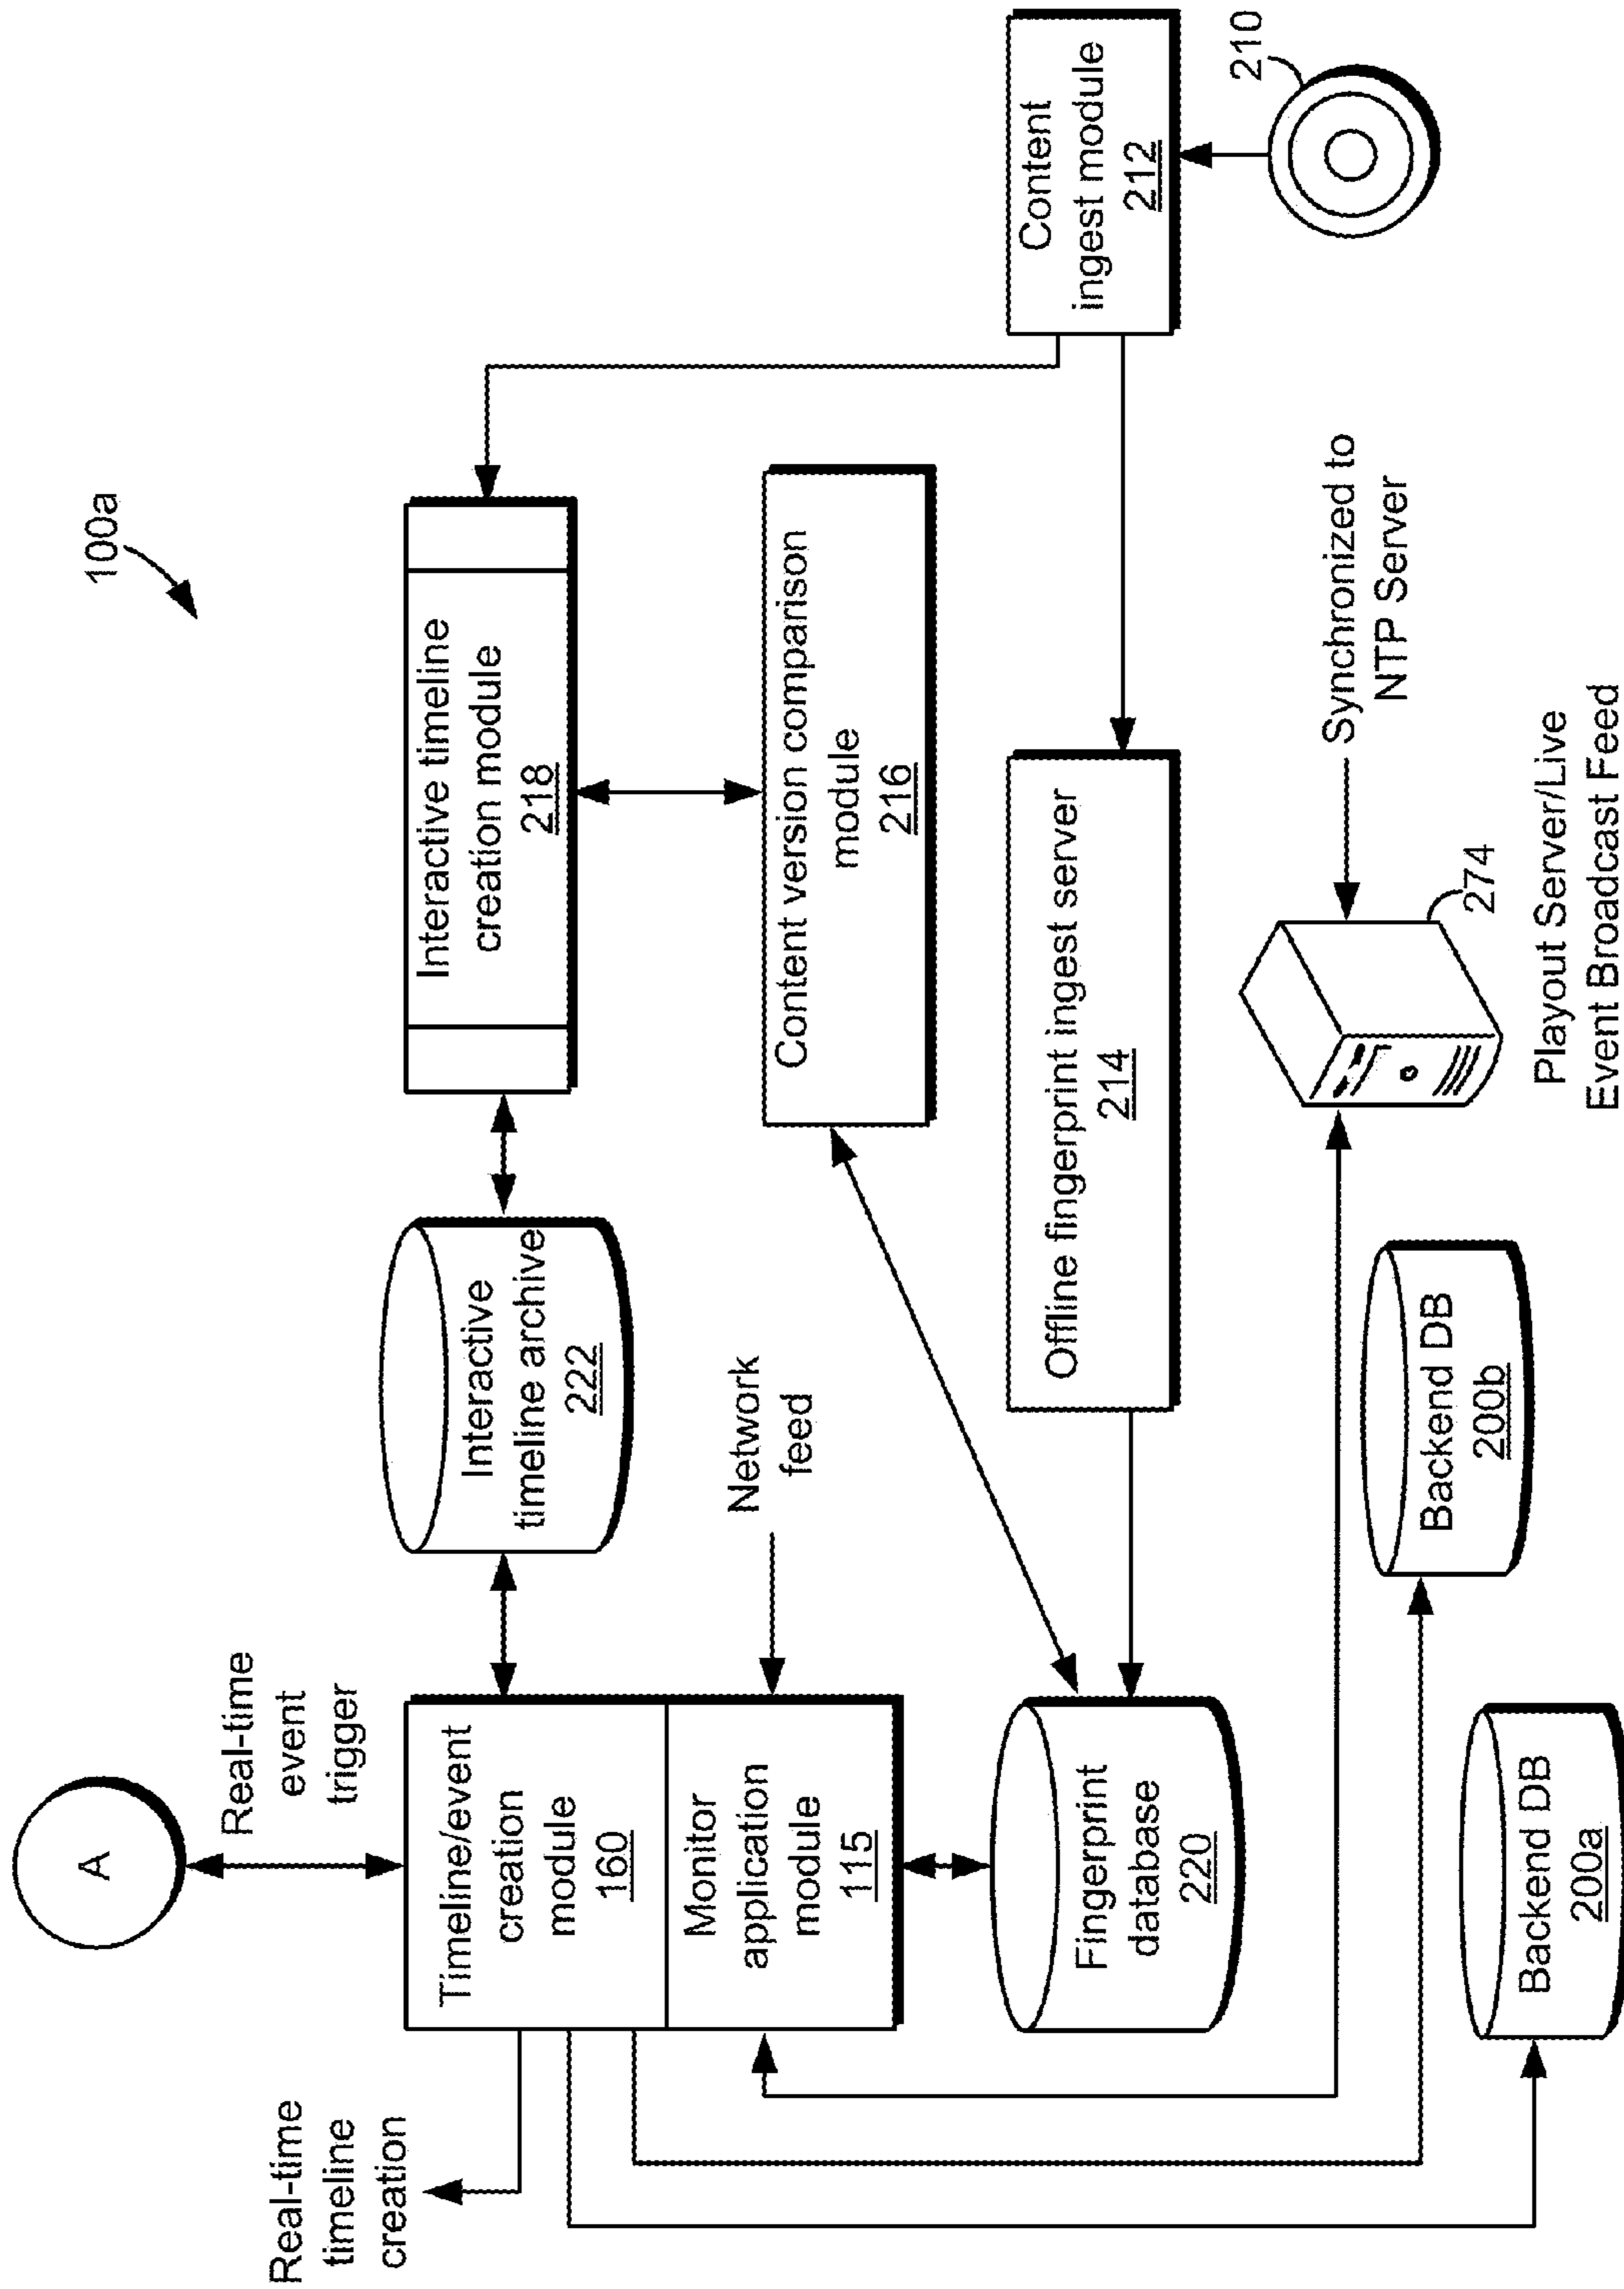 100a
A
Real-time
event
trigger
Real-time
timeline
creation
Timeline/event
creation
module
160
Monitor
application
module
115
Interactive
timeline archive
222
Interactive timeline
creation module
218
Network
feed
Content version comparison
module
216
Fingerprint
database
220
Offline fingerprint ingest server
214
Content
ingest module
212
210
Synchronized to
NTP Server
274
Playout Server/Live
Event Broadcast Feed
Backend DB
200b
Backend DB
200a